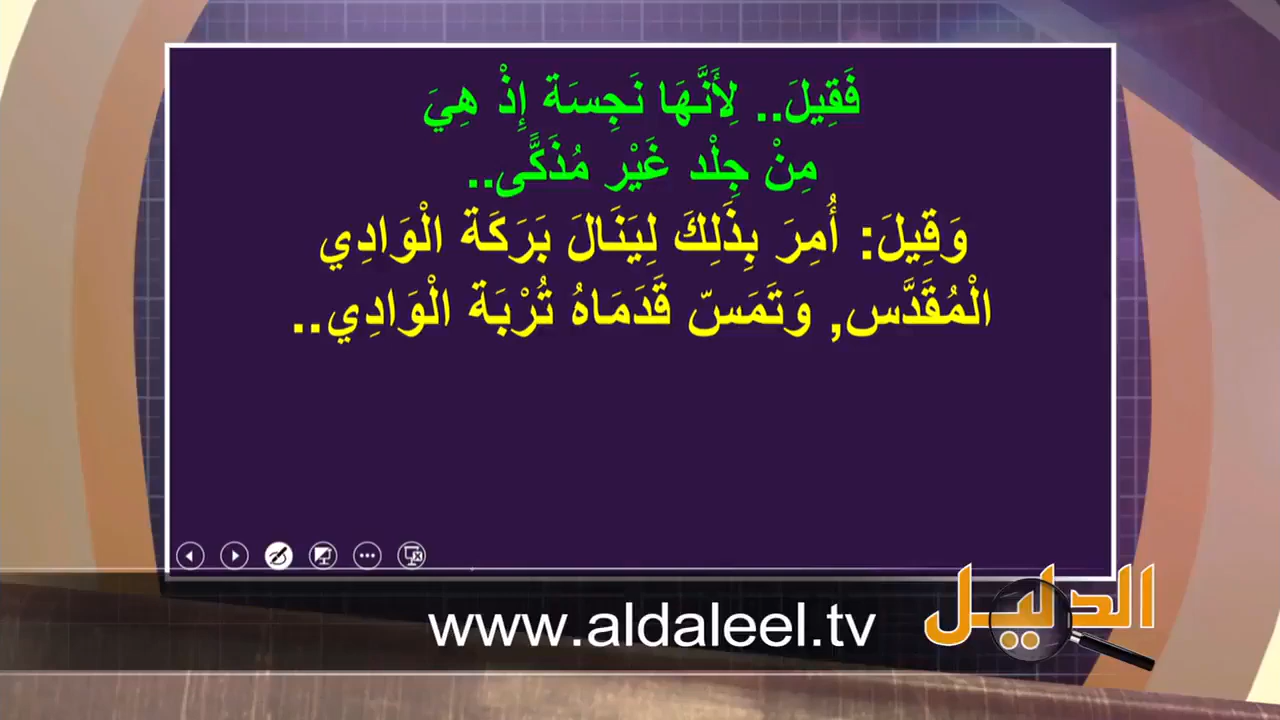 فَقِيلَ.. لِأَنَّهَا نَجِسَة إِذْ هِيَ
مِنْ جِلْد غَيْر مُذَكًّى..
وَقِيلَ: أُمِرَ بِذَلِكَ لِيَنَالَ بَرَكَة الْوَادِي
الْمُقَدَّس, وَتَمَسّ قَدَمَاهُ تُرْبَة الْوَادِي..
www.aldaleel.tv
الدليل